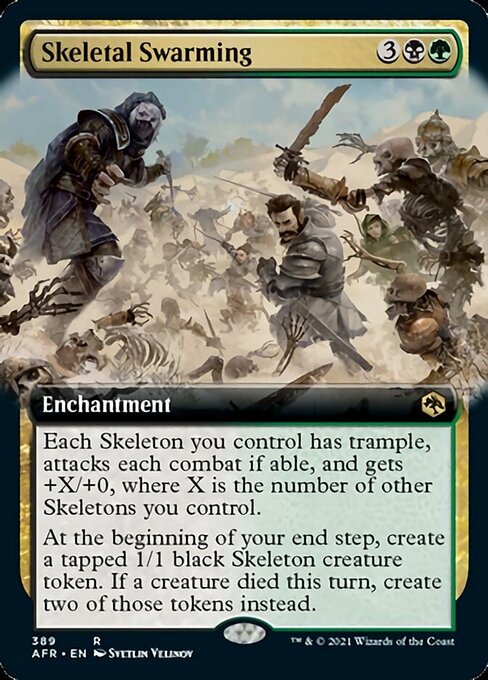 Skeletal Swarming 3
Enchantment
Each Skeleton you control has trample,
attacks each combat if able, and gets
+X/+0, where X is the number of other
Skeletons you control.
At the beginning of your end step, create
a tapped 1/1 black Skeleton creature
token. If a creature died this turn, create
two of those tokens instead.
389 R
AFR • EN Svetlin Velinov
™ & © 2021 Wizards of the Coast